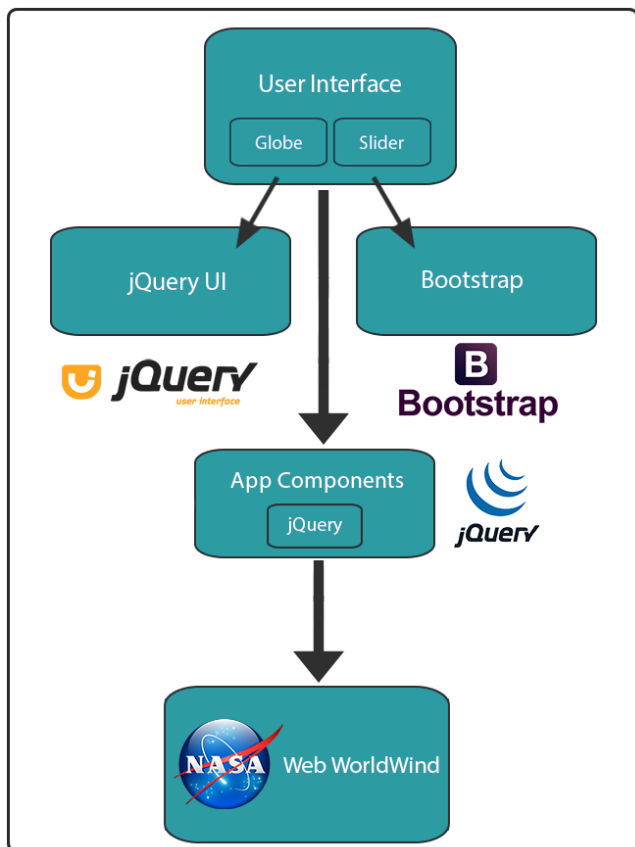 User Interface
Globe
Slider
jQuery UI
Bootstrap
jQuery
user interface
B
Bootstrap
App Components
jQuery
jQuery
NASA
Web WorldWind